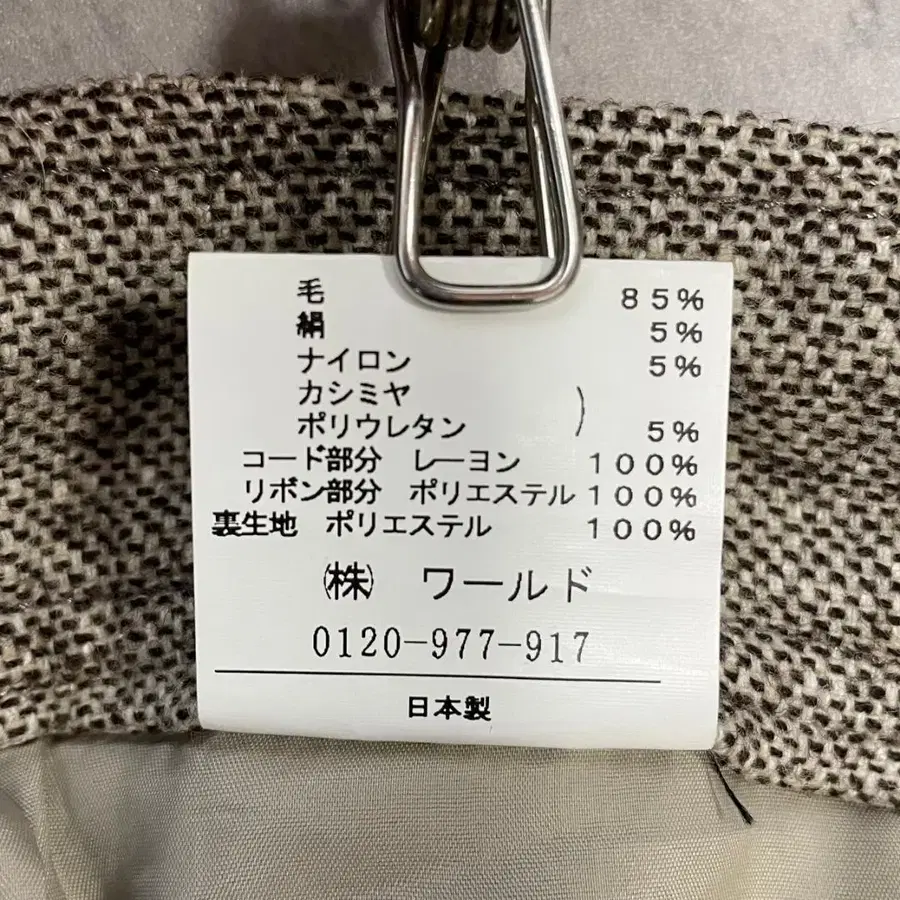 毛 85%
絹 5%
ナイロン 5%
カシミヤ )
ポリウレタン 5%
コード部分 レーヨン 100%
リボン部分 ポリエステル 100%
裏生地 ポリエステル 100%
㈱ ワールド
0120-977-917
日本製